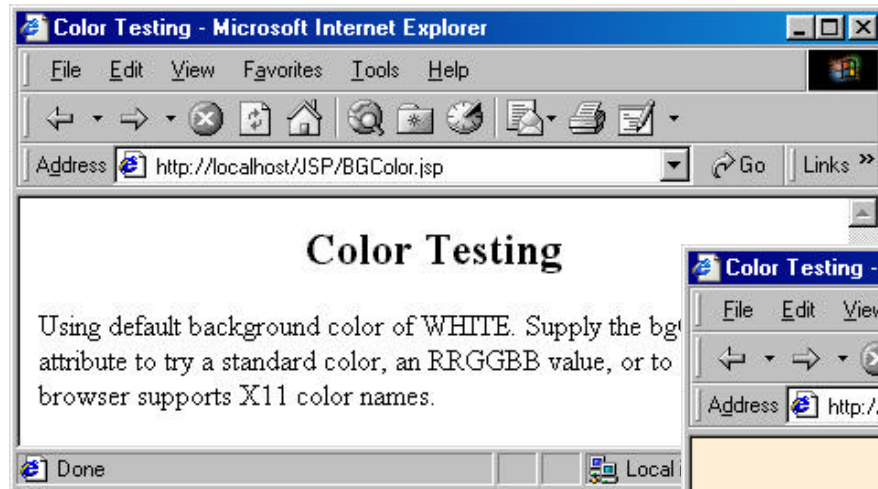 Color Testing - Microsoft Internet Explorer
File Edit View Favorites Tools Help
Address http://localhost/JSP/BGColor.jsp Go Links »
Color Testing
Using default background color of WHITE. Supply the
attribute to try a standard color, an RRGGBB value, or to
browser supports X11 color names.
Done Local
Color Testing -
File Edit
Address http:/